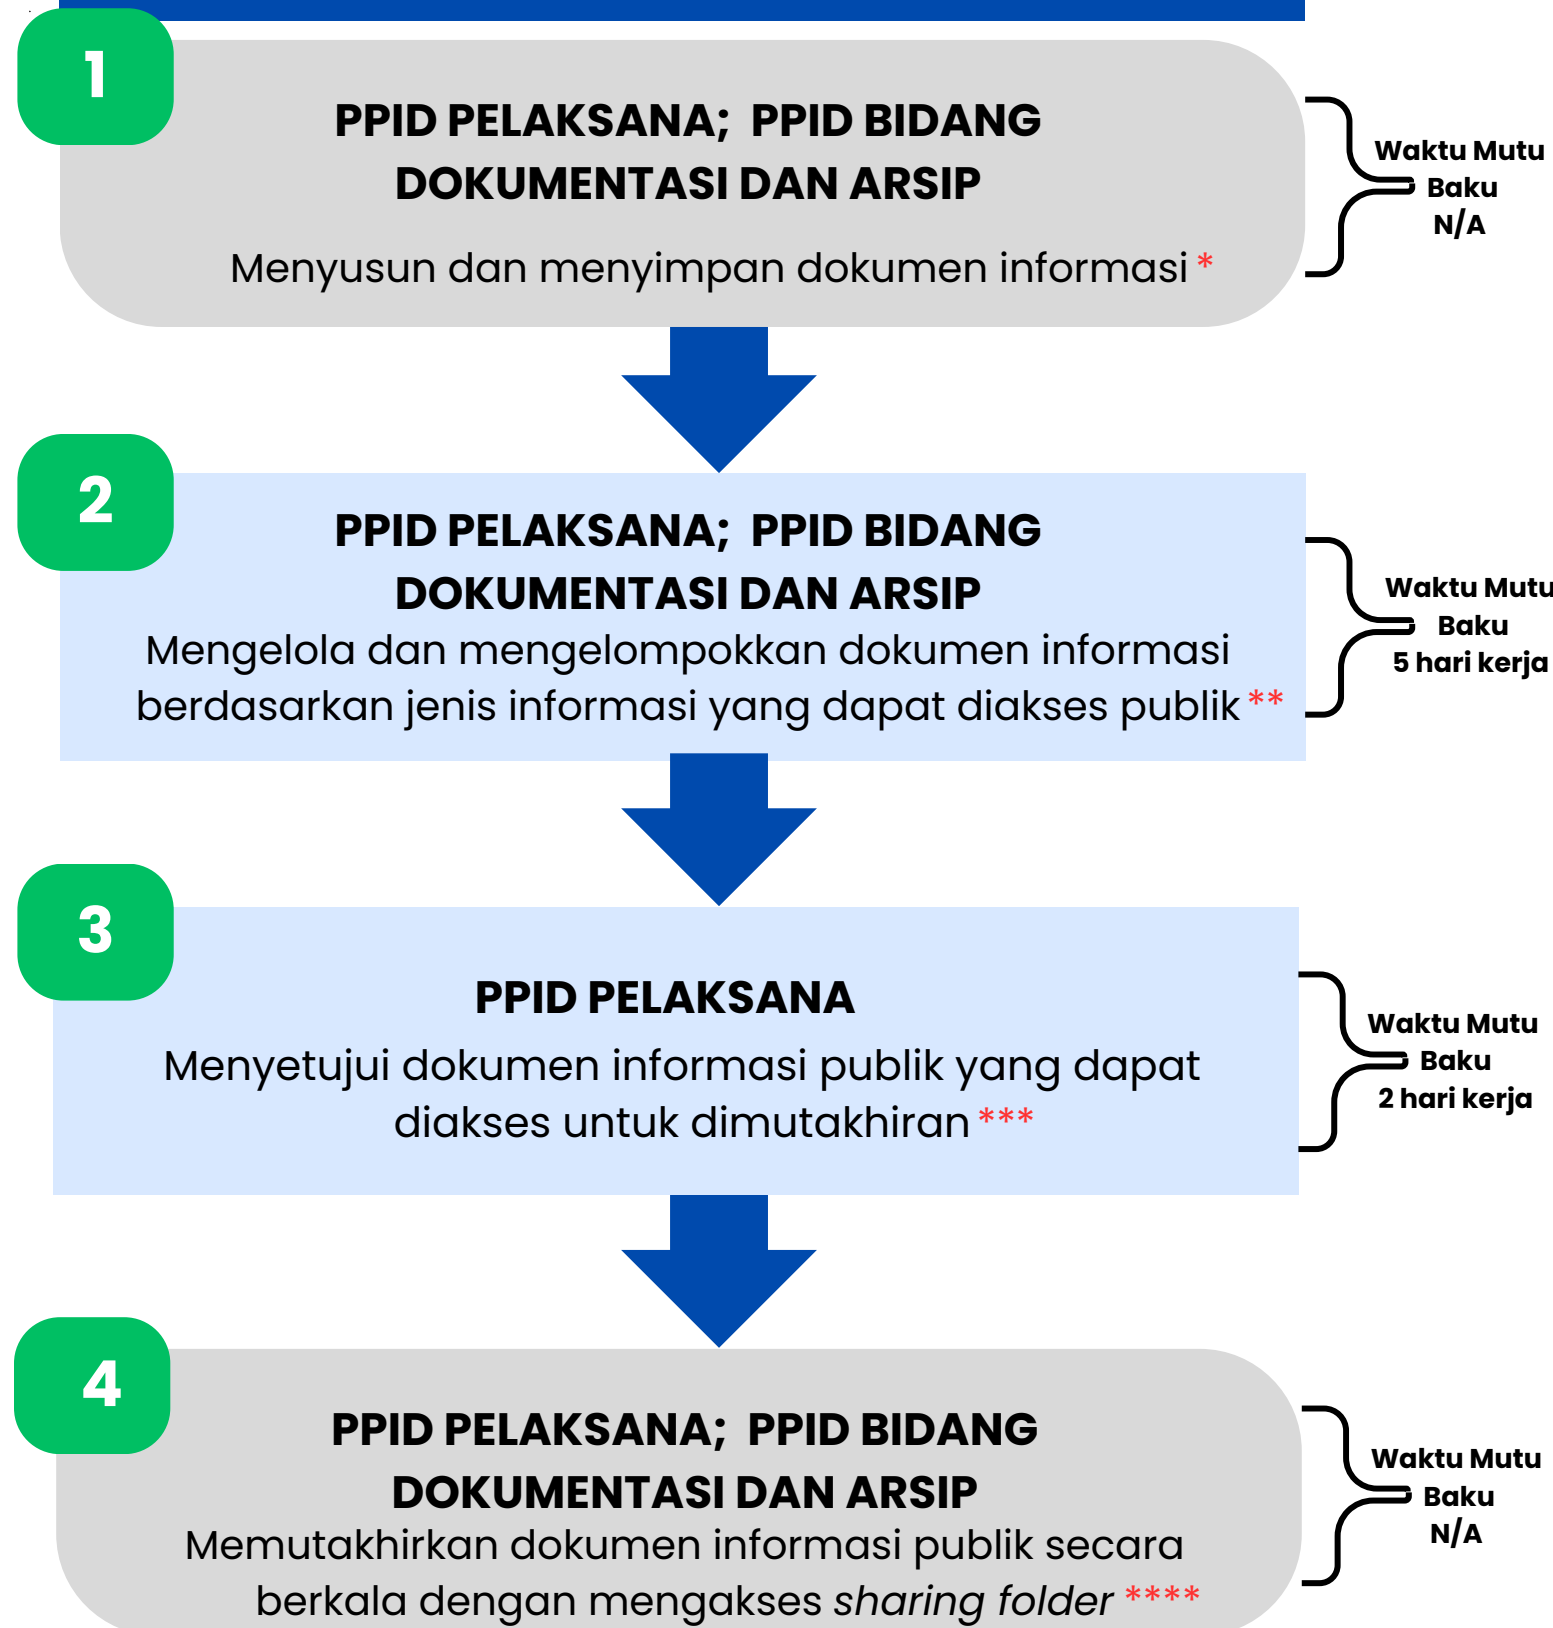 1
PPID PELAKSANA; PPID BIDANG
DOKUMENTASI DAN ARSIP
Menyusun dan menyimpan dokumen informasi *
Waktu Mutu
Baku
N/A
2
PPID PELAKSANA; PPID BIDANG
DOKUMENTASI DAN ARSIP
Mengelola dan mengelompokkan dokumen informasi
berdasarkan jenis informasi yang dapat diakses publik **
Waktu Mutu
Baku
5 hari kerja
3
PPID PELAKSANA
Menyetujui dokumen informasi publik yang dapat
diakses untuk dimutakhiran ***
Waktu Mutu
Baku
2 hari kerja
4
PPID PELAKSANA; PPID BIDANG
DOKUMENTASI DAN ARSIP
Memutakhirkan dokumen informasi publik secara
berkala dengan mengakses sharing folder ****
Waktu Mutu
Baku
N/A